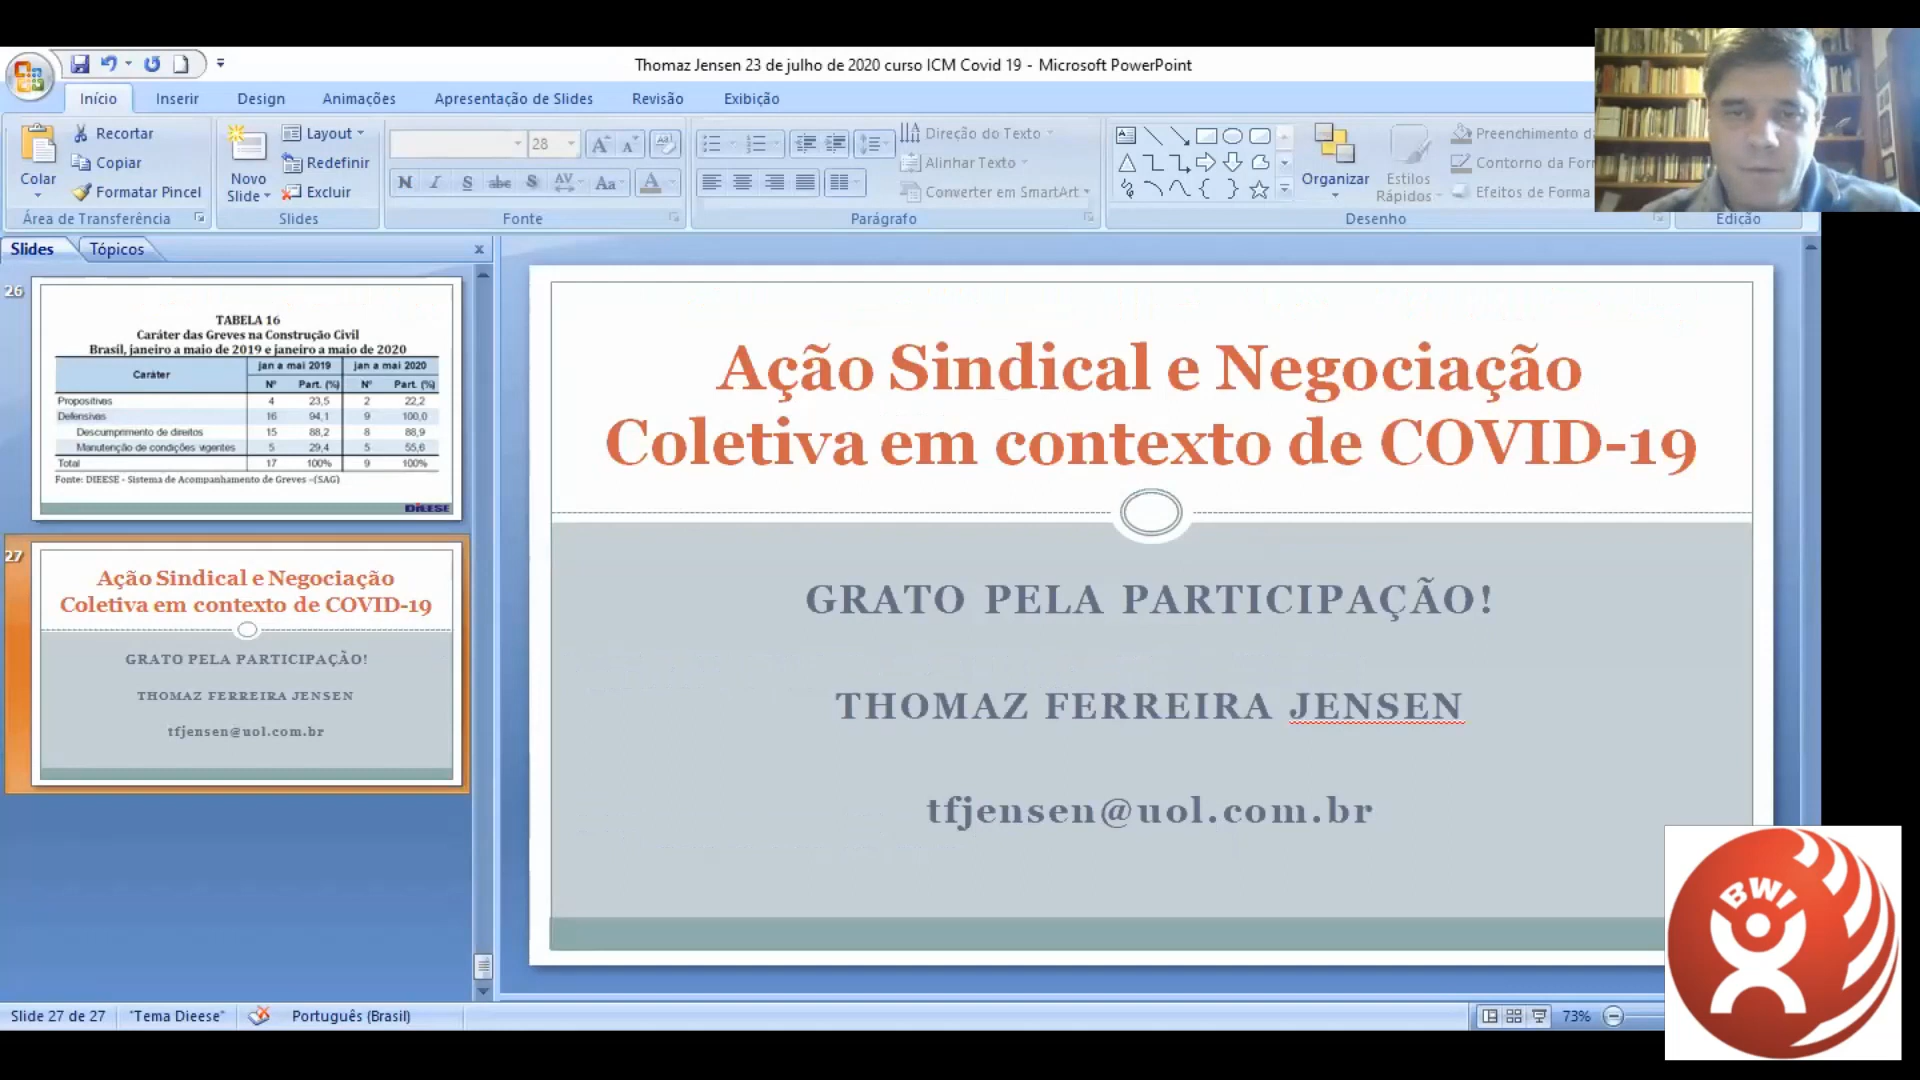 Thomaz Jensen 23 de julho de 2020 curso ICM Covid 19 - Microsoft PowerPoint
Início Inserir Design Animações Apresentação de Slides Revisão Exibição
Colar
Recortar
Copiar
Formatar Pincel
Área de Transferência
Novo
Slide
Layout
Redefinir
Excluir
Slides
28
N I S abc S AV Aa A
Fonte
Direção do Texto
Alinhar Texto
Converter em SmartArt
Parágrafo
Organizar
Estilos
Rápidos
Preenchimento d
Contorno da For
Efeitos de Forma
Desenho
Edição
Slides Tópicos x
26
TABELA 16
Caráter das Greves na Construção Civil
Brasil, janeiro a maio de 2019 e janeiro a maio de 2020
Caráter jan a mai 2019 jan a mai 2020
Nº Part. (%) Nº Part. (%)
Propositivas 4 23,5 2 22,2
Defensivas 16 94,1 9 100,0
Descumprimento de direitos 15 88,2 8 88,9
Manutenção de condições vigentes 5 29,4 5 55,6
Total 17 100% 9 100%
Fonte: DIEESE - Sistema de Acompanhamento de Greves -(SAG)
DIEESE
27
Ação Sindical e Negociação
Coletiva em contexto de COVID-19
GRATO PELA PARTICIPAÇÃO!
THOMAZ FERREIRA JENSEN
tfjensen@uol.com.br
Ação Sindical e Negociação
Coletiva em contexto de COVID-19
GRATO PELA PARTICIPAÇÃO!
THOMAZ FERREIRA JENSEN
tfjensen@uol.com.br
BWI
Slide 27 de 27 "Tema Dieese" Português (Brasil) 73%